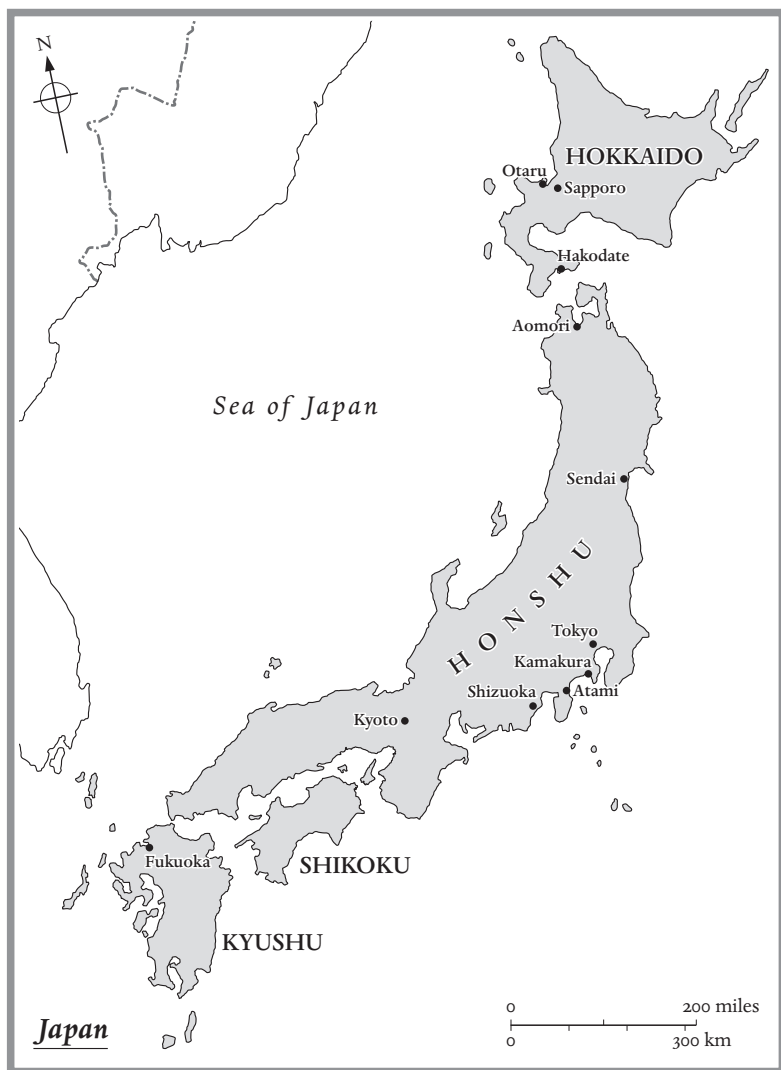 N
HOKKAIDO
Otaru
Sapporo
Hakodate
Aomori
Sea of Japan
Sendai
HONSHU
Tokyo
Kamakura
Shizuoka
Atami
Kyoto
Fukuoka
SHIKOKU
KYUSHU
Japan
0 200 miles
0 300 km